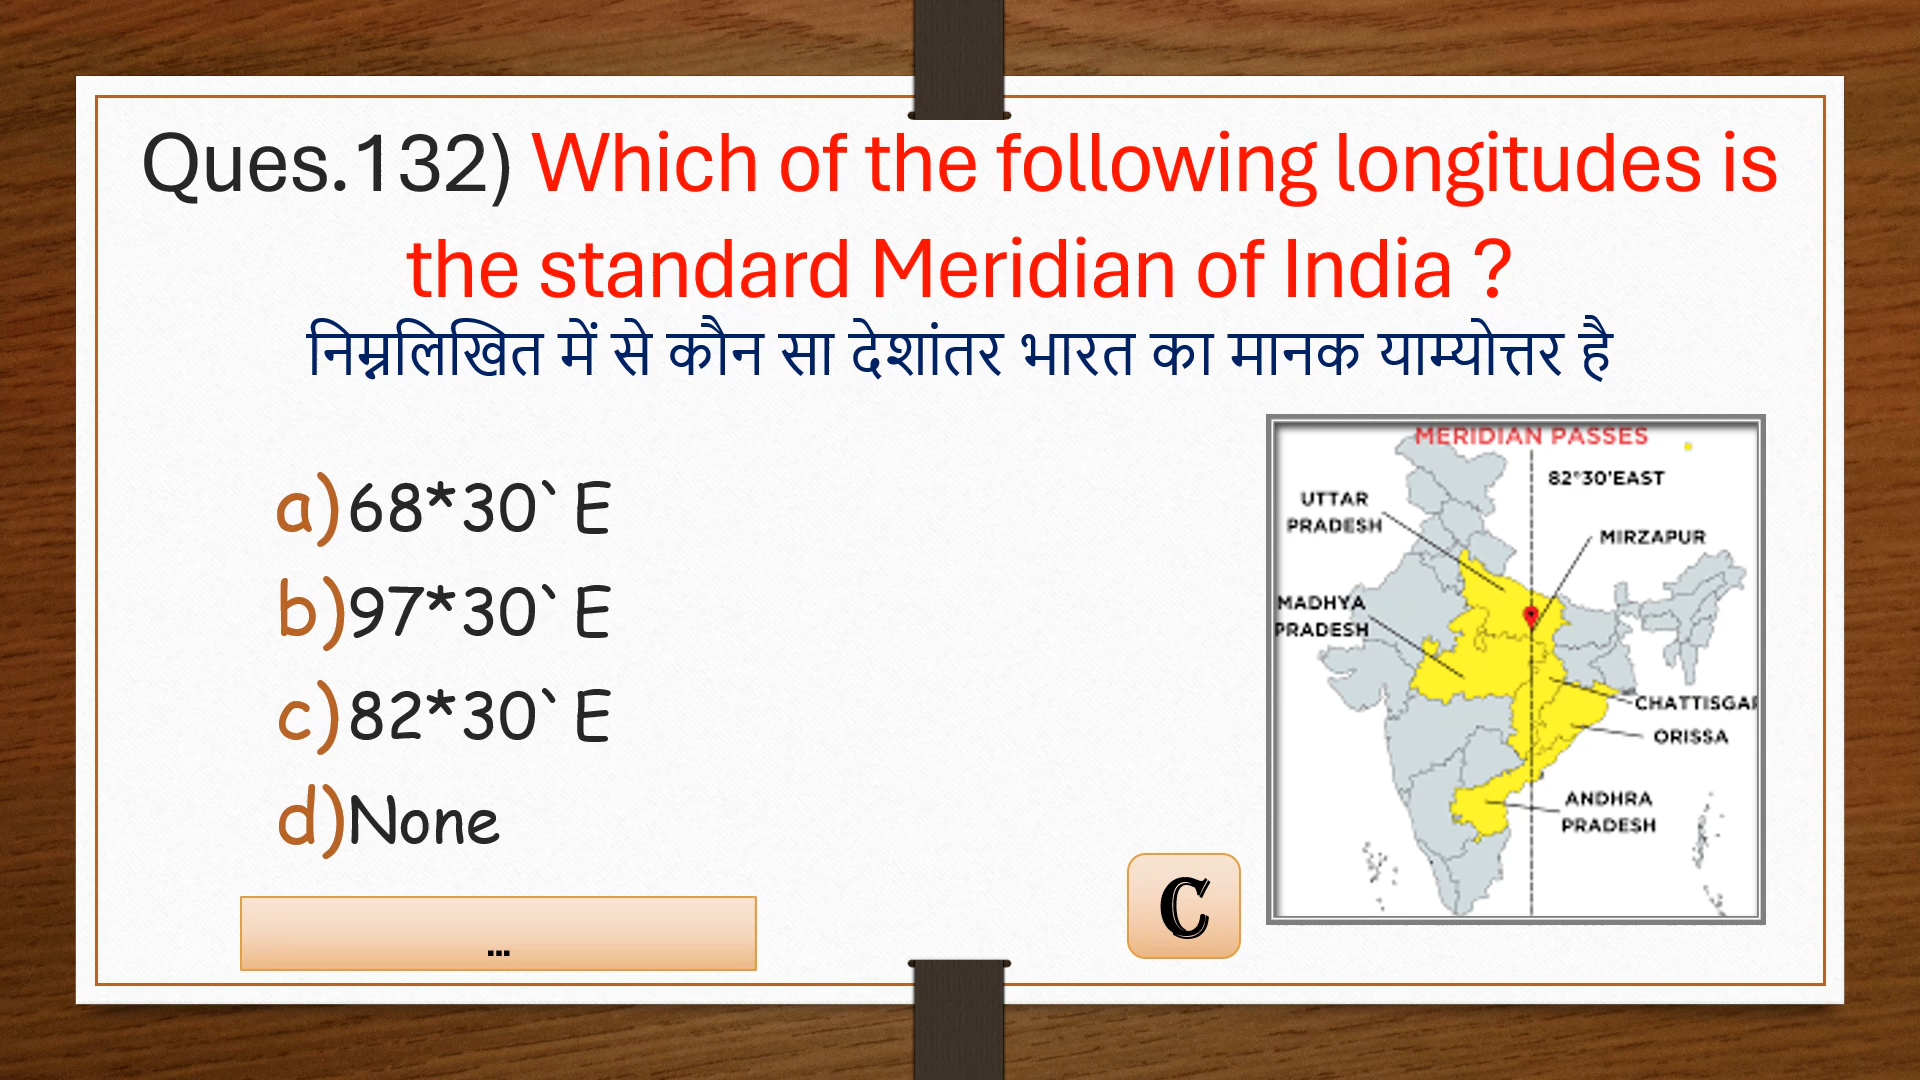 Ques.132) Which of the following longitudes is
the standard Meridian of India ?
निम्नलिखित में से कौन सा देशांतर भारत का मानक याम्योत्तर है
a)68*30`E
b)97*30`E
c)82*30`E
d)None
...
C
MERIDIAN PASSES
82°30'EAST
UTTAR
PRADESH
MIRZAPUR
MADHYA
PRADESH
CHATTISGAR
ORISSA
ANDHRA
PRADESH